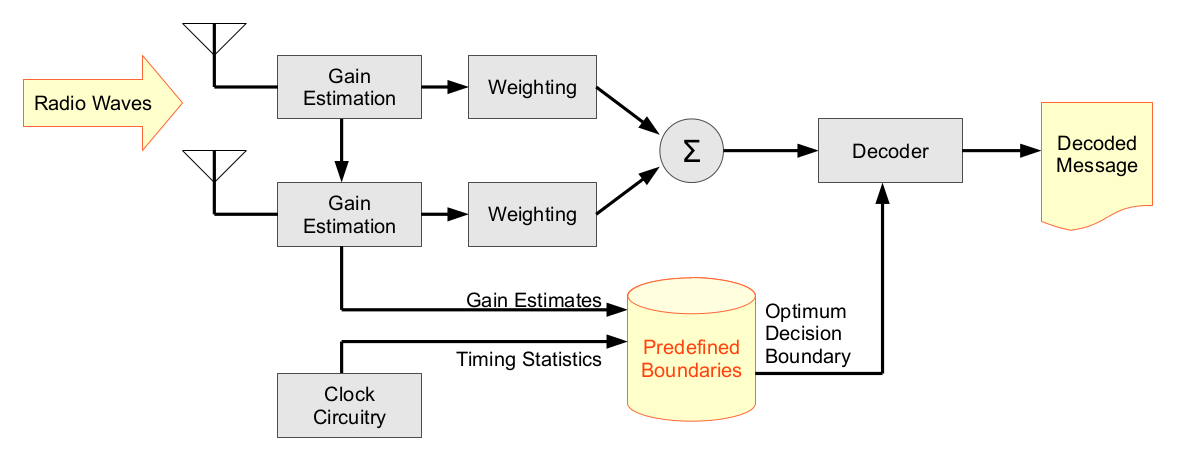 Radio Waves
Gain
Estimation
Weighting
Gain
Estimation
Weighting
Σ
Decoder
Decoded
Message
Gain Estimates
Timing Statistics
Clock
Circuitry
Predefined
Boundaries
Optimum
Decision
Boundary